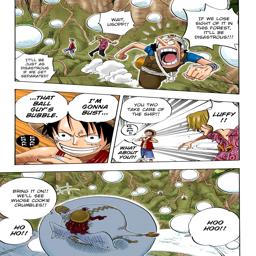 IF WE LOSE
SIGHT OF IT IN
THIS FOREST,
IT'LL BE
DISASTROUS!!!
WAIT,
USOPP!!
IT'LL BE
JUST AS
DISASTROUS
IF WE GET
SEPARATED!
LUFFY
!!
YOU TWO
TAKE CARE OF
THE SHIP!!
WHAT
ABOUT
YOU?!
I'M
GONNA
BUST...
...THAT
BALL
GUY'S
BUBBLE.
BRING IT ON!!
WE'LL SEE
WHOSE COOKIE
CRUMBLES!!
HO
HO!!
HOO
HOO!!